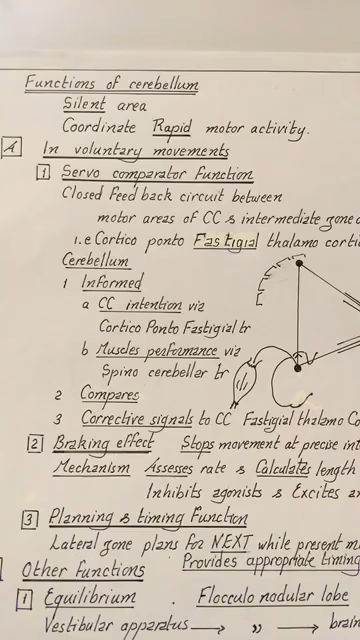 Functions of cerebellum
Silent area
Coordinate Rapid motor activity.
A In voluntary movements
1 Servo comparator function
Closed feed back circuit between
motor areas of CC & intermediate zone
i.e Cortico ponto Fastigial thalamo corti
Cerebellum
1 Informed
a CC intention via
Cortico Ponto Fastigial tr
b Muscles performance via
Spino cerebellar tr
2 Compares
3 Corrective signals to CC Fastigial thalamo Co
2 Braking effect Stops movement at precise int
Mechanism Assesses rate & Calculates length
Inhibits agonists & Excites a
3 Planning & timing Function
Lateral zone plans for NEXT while present m
Provides appropriate timing
Other functions
1 Equilibrium . Flocculo nodular lobe
Vestibular apparatus → " → brain